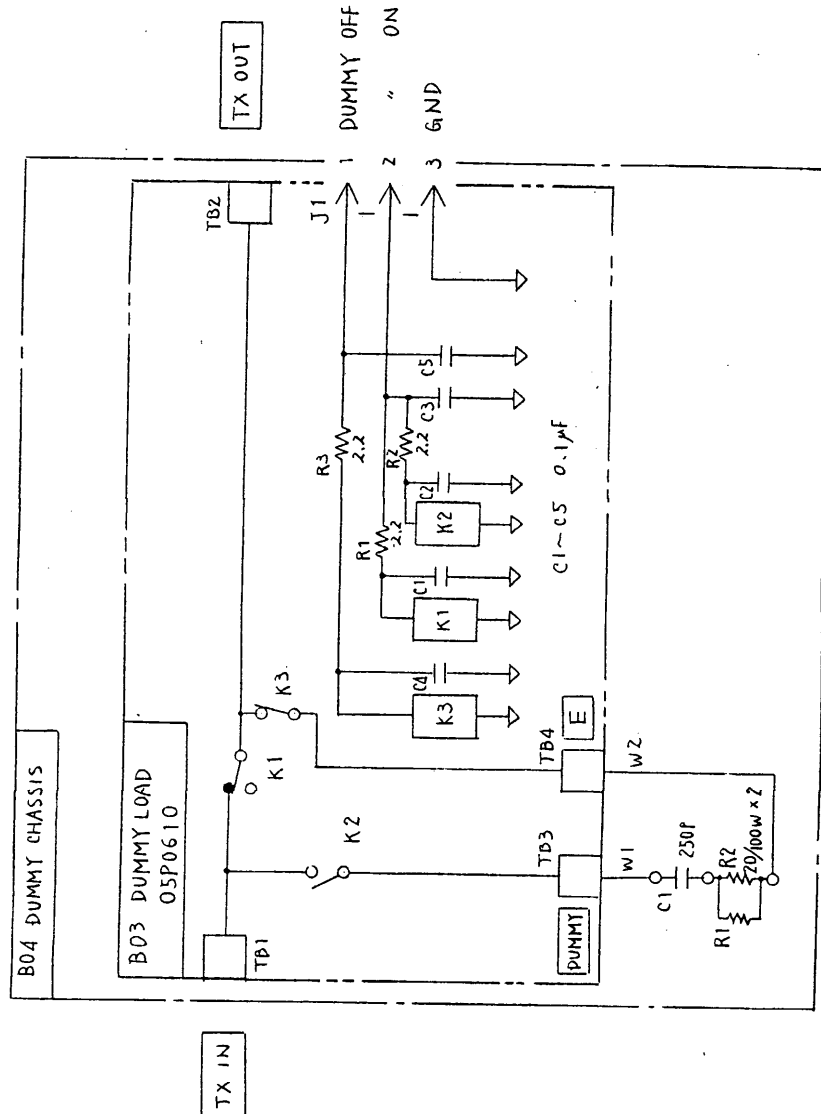 B04 DUMMY CHASSIS
B03 DUMMY LOAD
05P0610
TX IN
TX OUT
TB1
TB2
K1
K2
K3
J1
1 DUMMY OFF
2 〃 ON
3 GND
R3
2.2
R1
2.2
R2
2.2
C4
C1
C2
C3
C5
K3
K1
K2
C1~C5 0.1μF
DUMMY
TB3
TB4
E
W1
W2
C1
250P
R1
R2
20/100W×2